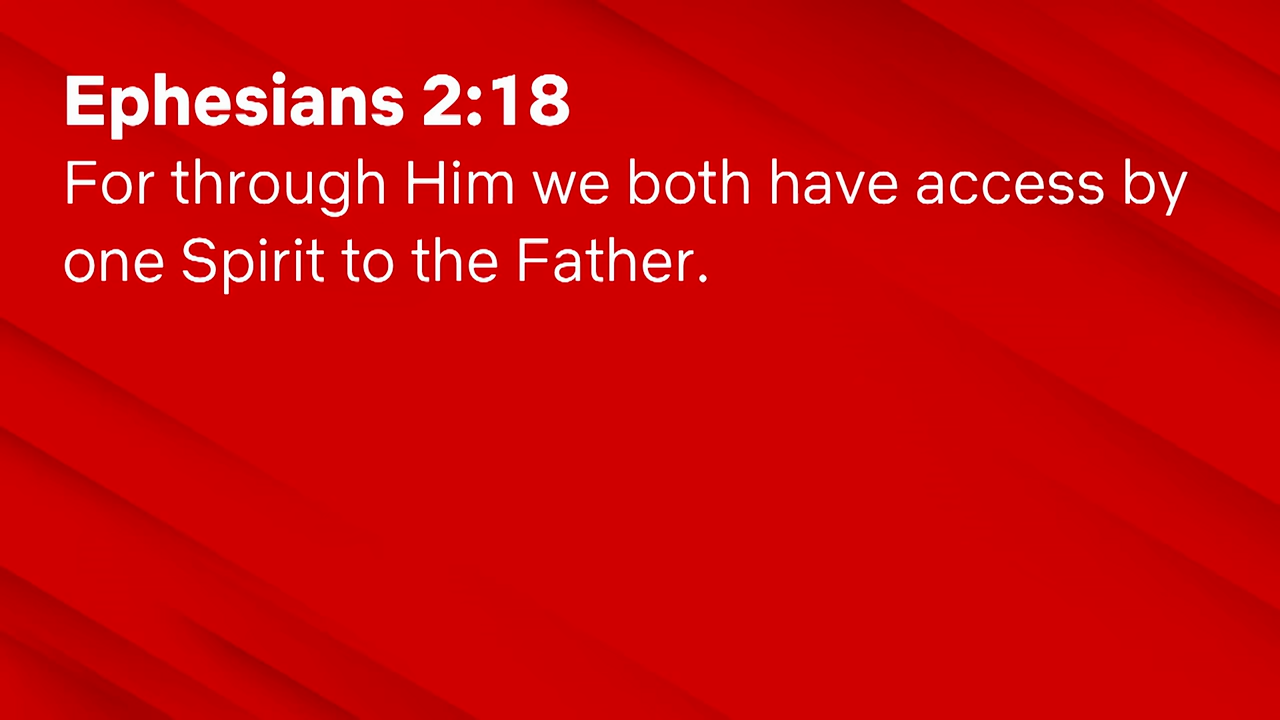 Ephesians 2:18
For through Him we both have access by
one Spirit to the Father.